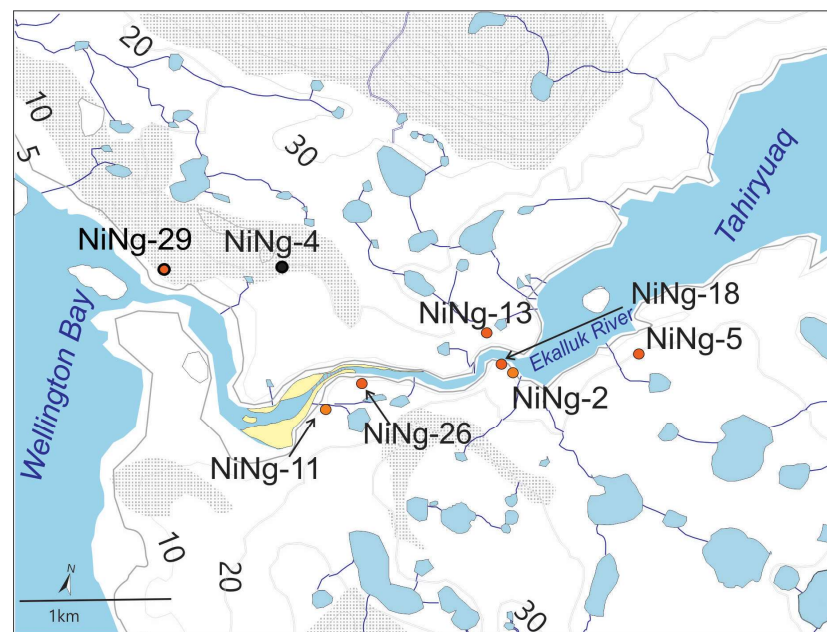 20
10
5
30
Tahiryuaq
NiNg-29
NiNg-4
NiNg-18
NiNg-13
Ekalluk River
NiNg-5
NiNg-2
Wellington Bay
NiNg-26
NiNg-11
10
20
30
N
1km